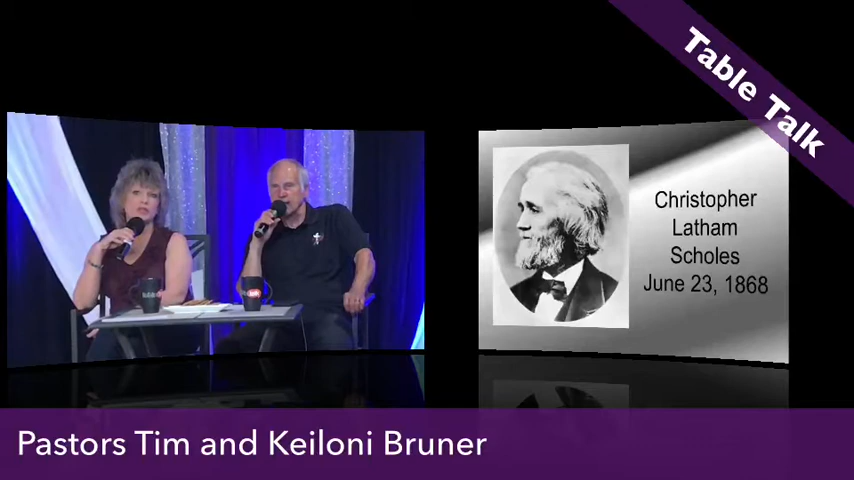 Table Talk
Christopher
Latham
Scholes
June 23, 1868
Pastors Tim and Keiloni Bruner